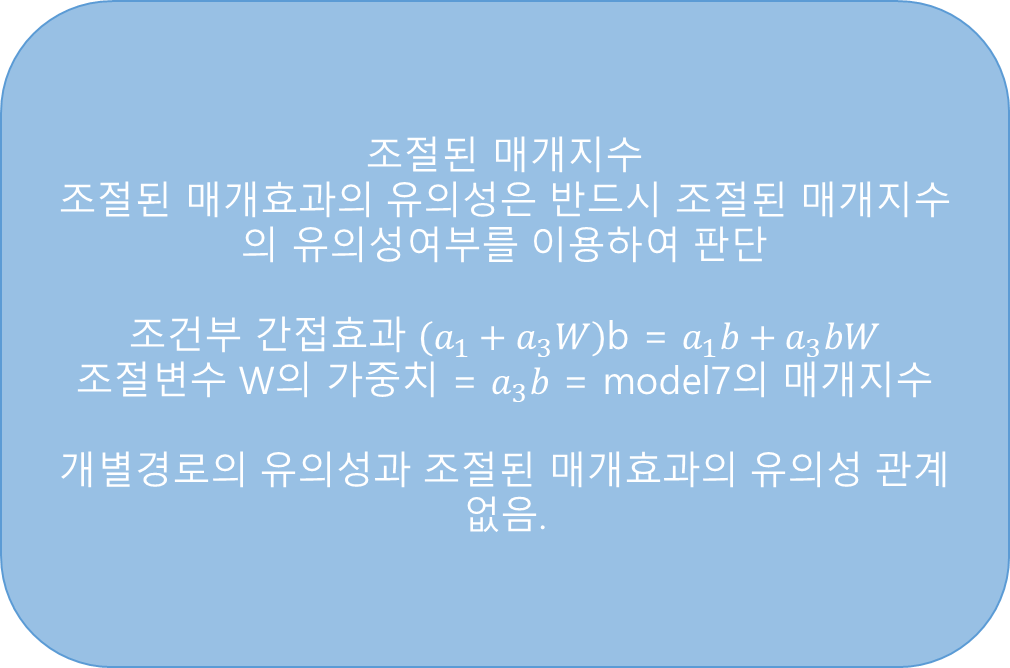 조절된 매개지수
조절된 매개효과의 유의성은 반드시 조절된 매개지수
의 유의성여부를 이용하여 판단
조건부 간접효과 (a₁ + a₃W)b = a₁b + a₃bW
조절변수 W의 가중치 = a₃b = model7의 매개지수
개별경로의 유의성과 조절된 매개효과의 유의성 관계
없음.